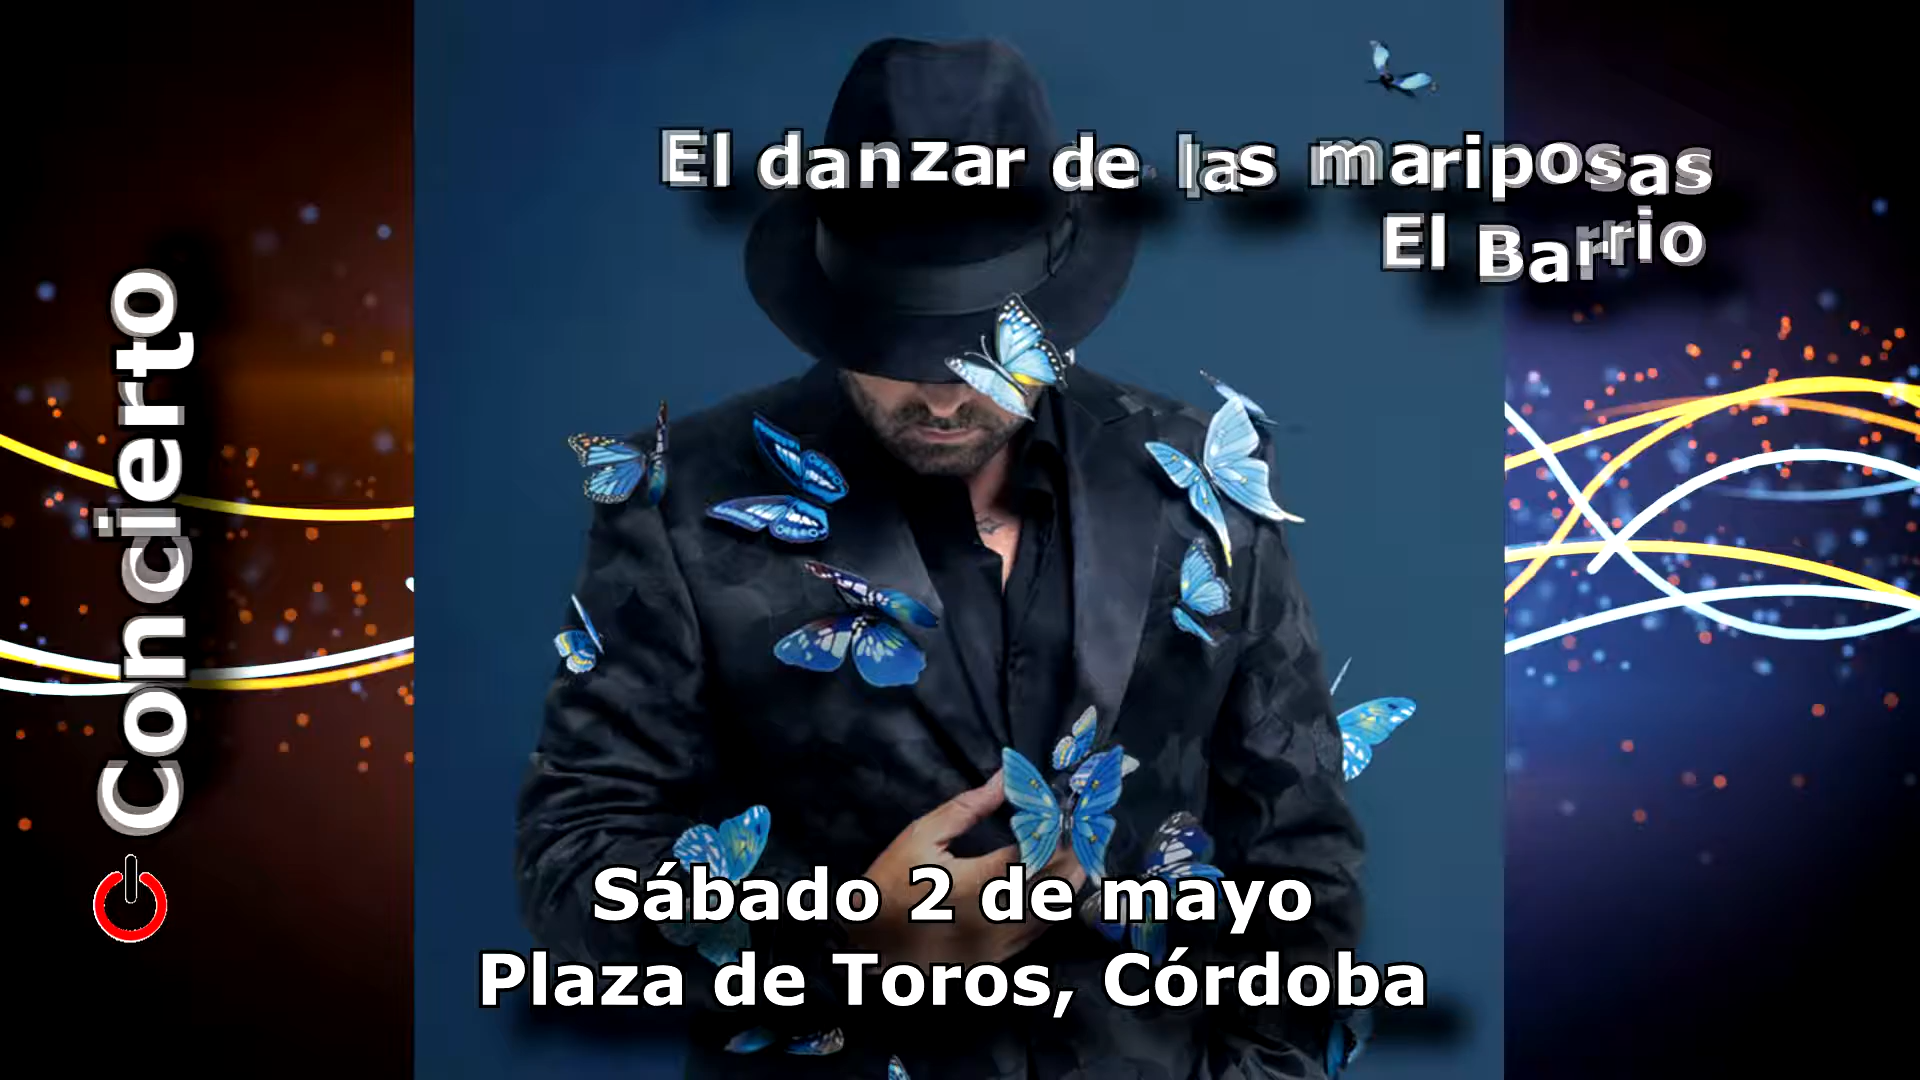 El danzar de las mariposas
El Barrio
Concierto
Sábado 2 de mayo
Plaza de Toros, Córdoba